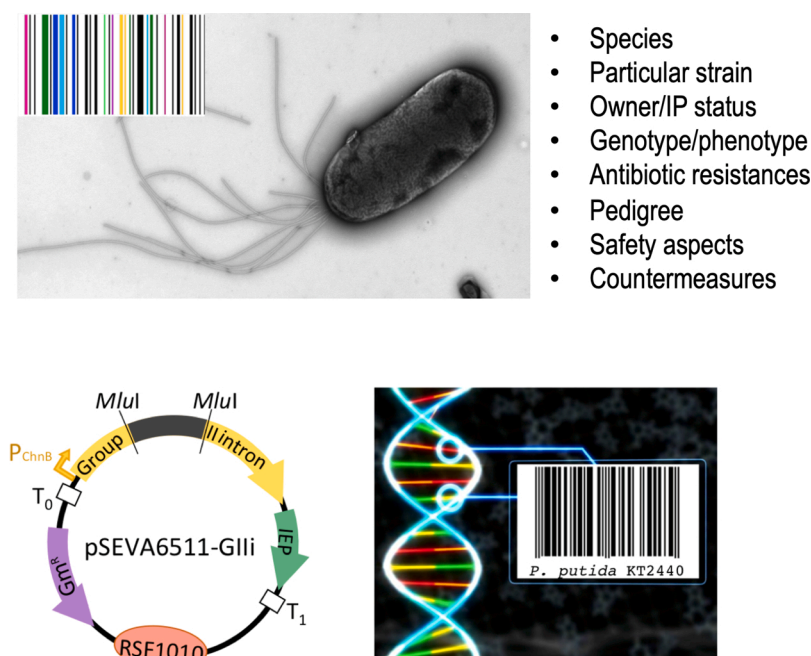 • Species
• Particular strain
• Owner/IP status
• Genotype/phenotype
• Antibiotic resistances
• Pedigree
• Safety aspects
• Countermeasures
MluI MluI
PChnB
Group
II intron
T0
pSEVA6511-GIIi
IEP
GmR
T1
RSF1010
P. putida KT2440